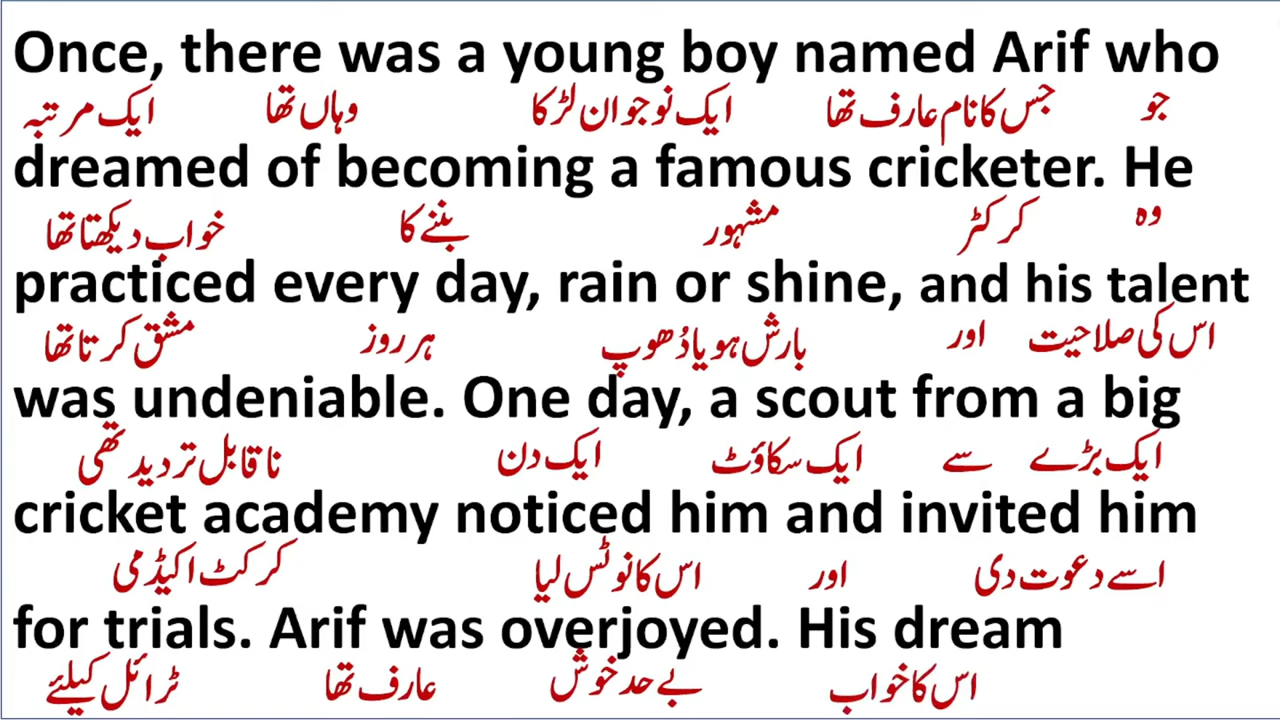 Once, there was a young boy named Arif who
ایک مرتبہ وہاں تھا ایک نوجوان لڑکا جس کا نام عارف تھا جو
dreamed of becoming a famous cricketer. He
خواب دیکھتا تھا بننے کا مشہور کرکٹر وہ
practiced every day, rain or shine, and his talent
مشق کرتا تھا ہر روز بارش ہو یا دُھوپ اور اس کی صلاحیت
was undeniable. One day, a scout from a big
ناقابل تردید تھی ایک دن ایک سکاؤٹ سے ایک بڑے
cricket academy noticed him and invited him
کرکٹ اکیڈمی اس کا نوٹس لیا اور اسے دعوت دی
for trials. Arif was overjoyed. His dream
ٹرائل کیلئے عارف تھا بے حد خوش اس کا خواب